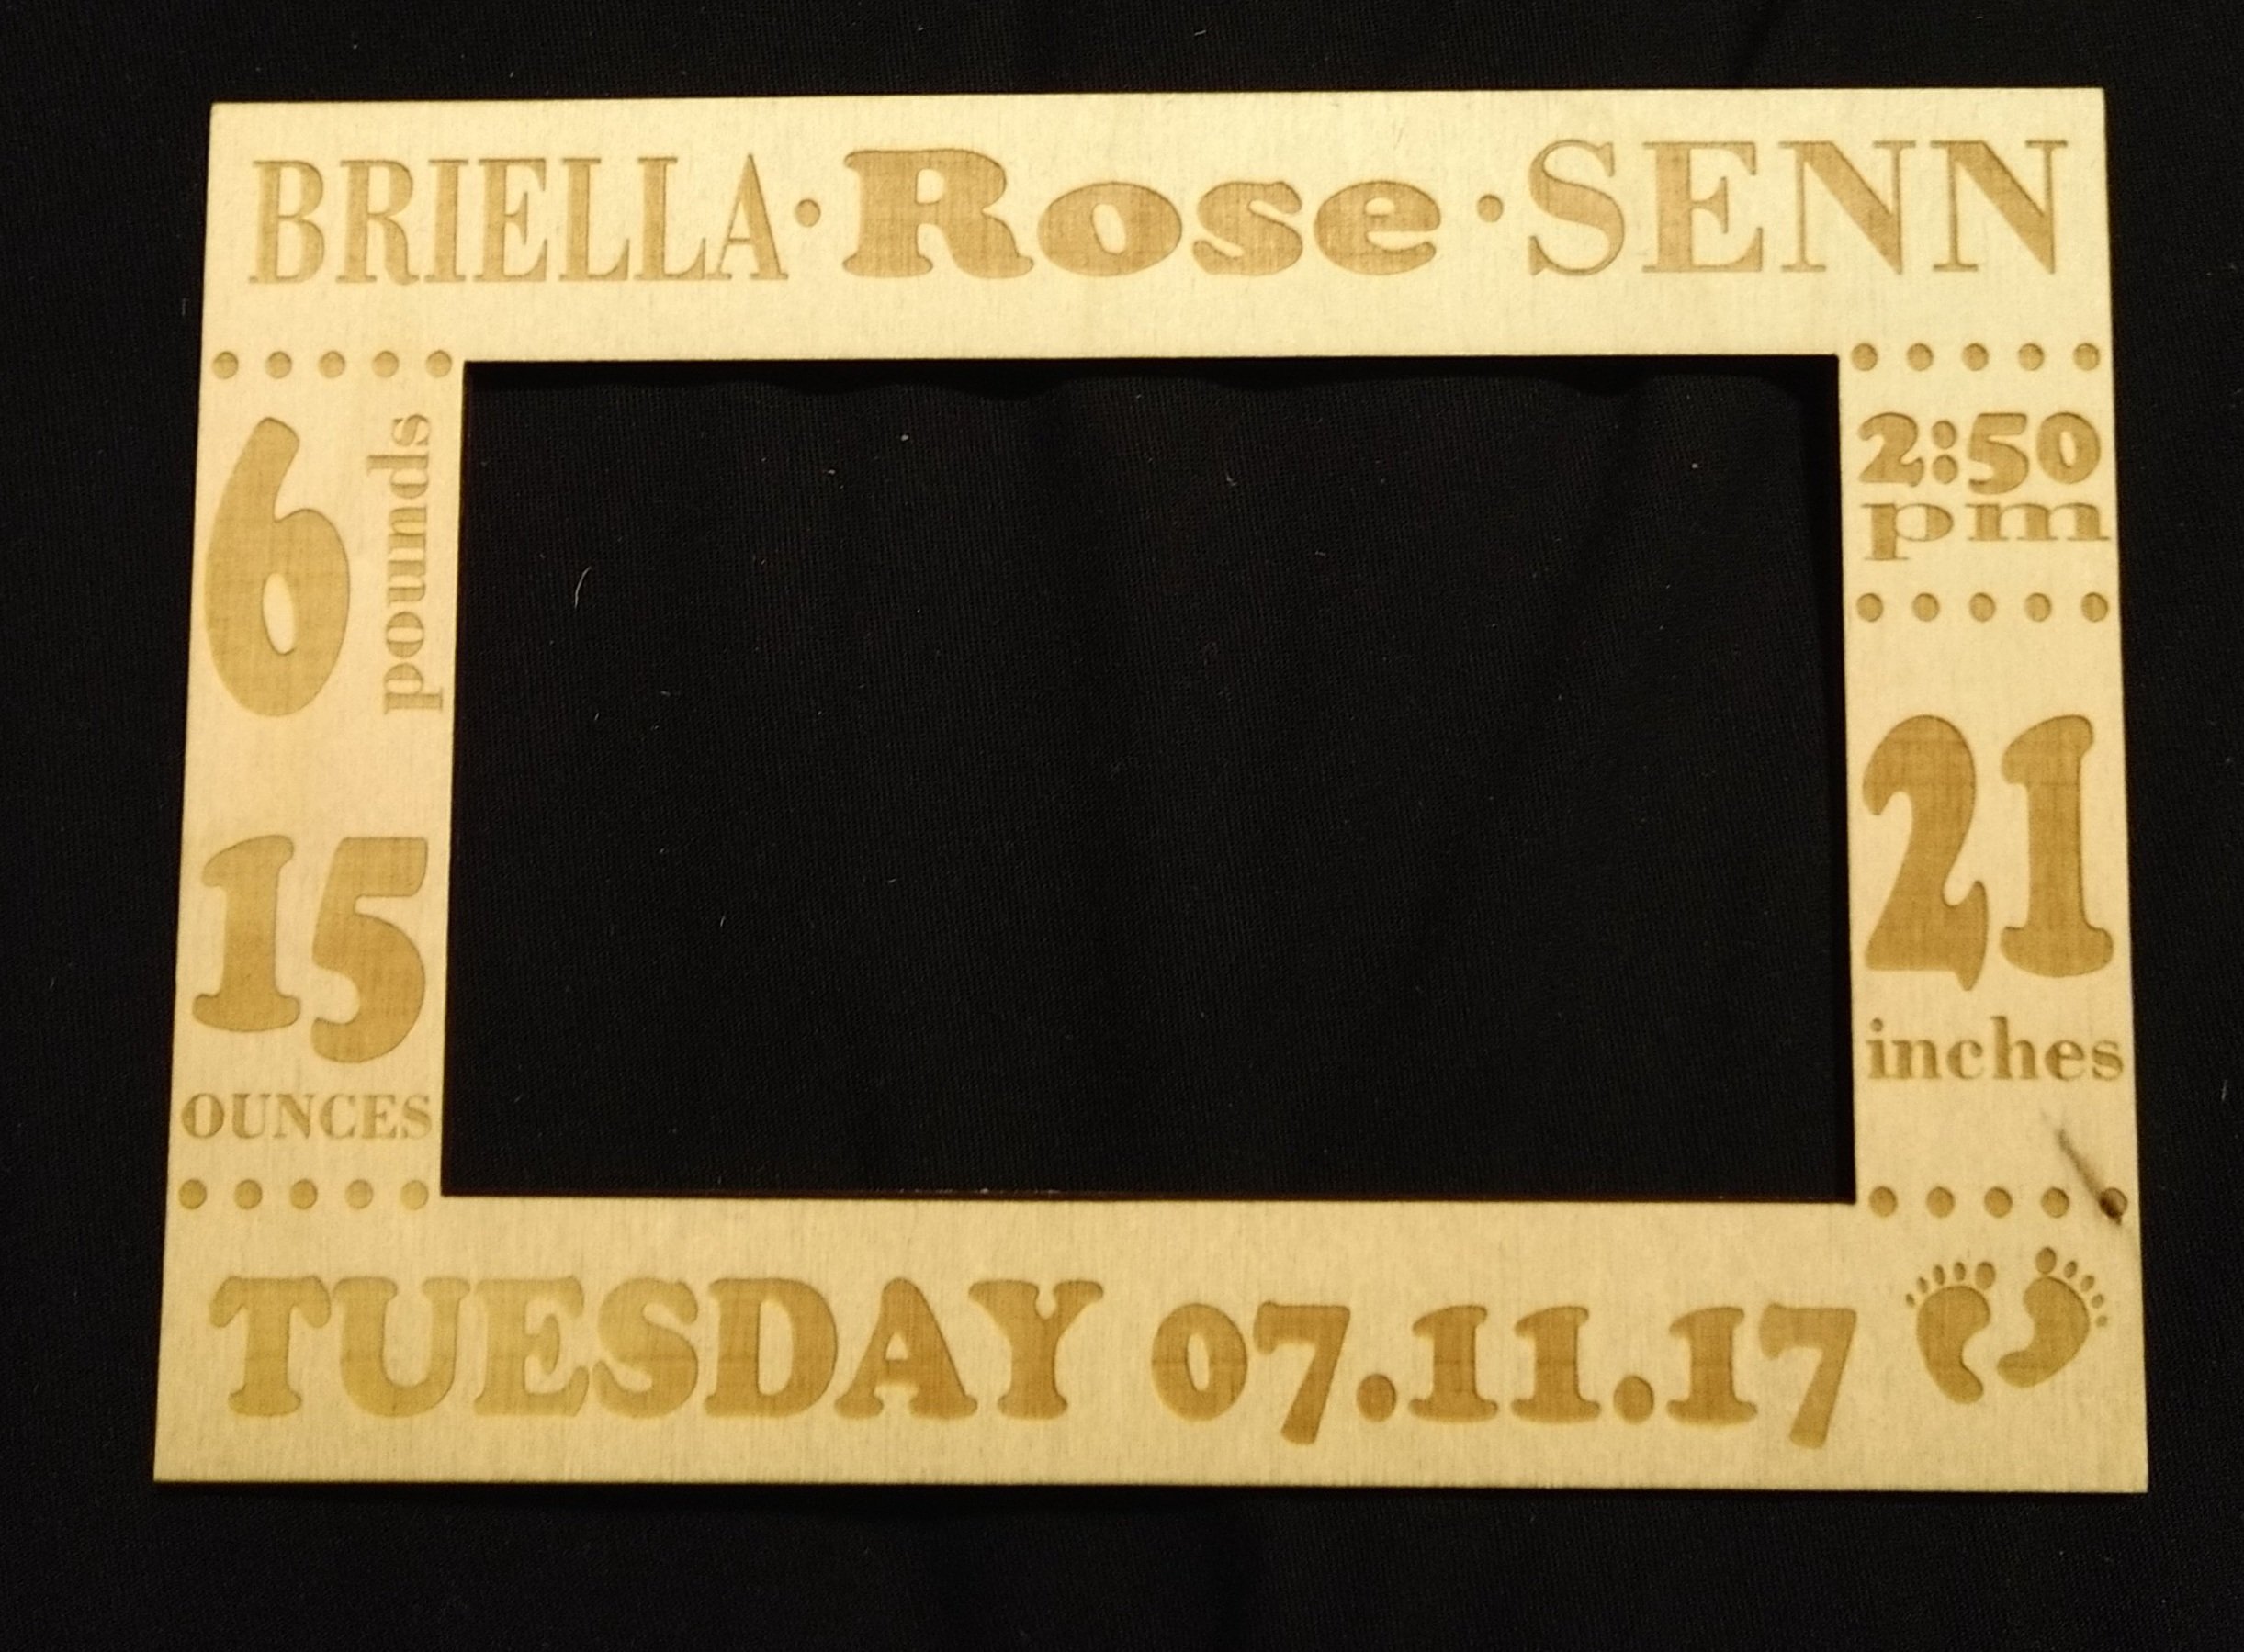 BRIELLA·Rose·SENN
6 pounds
15
OUNCES
2:50
pm
21
inches
TUESDAY 07.11.17